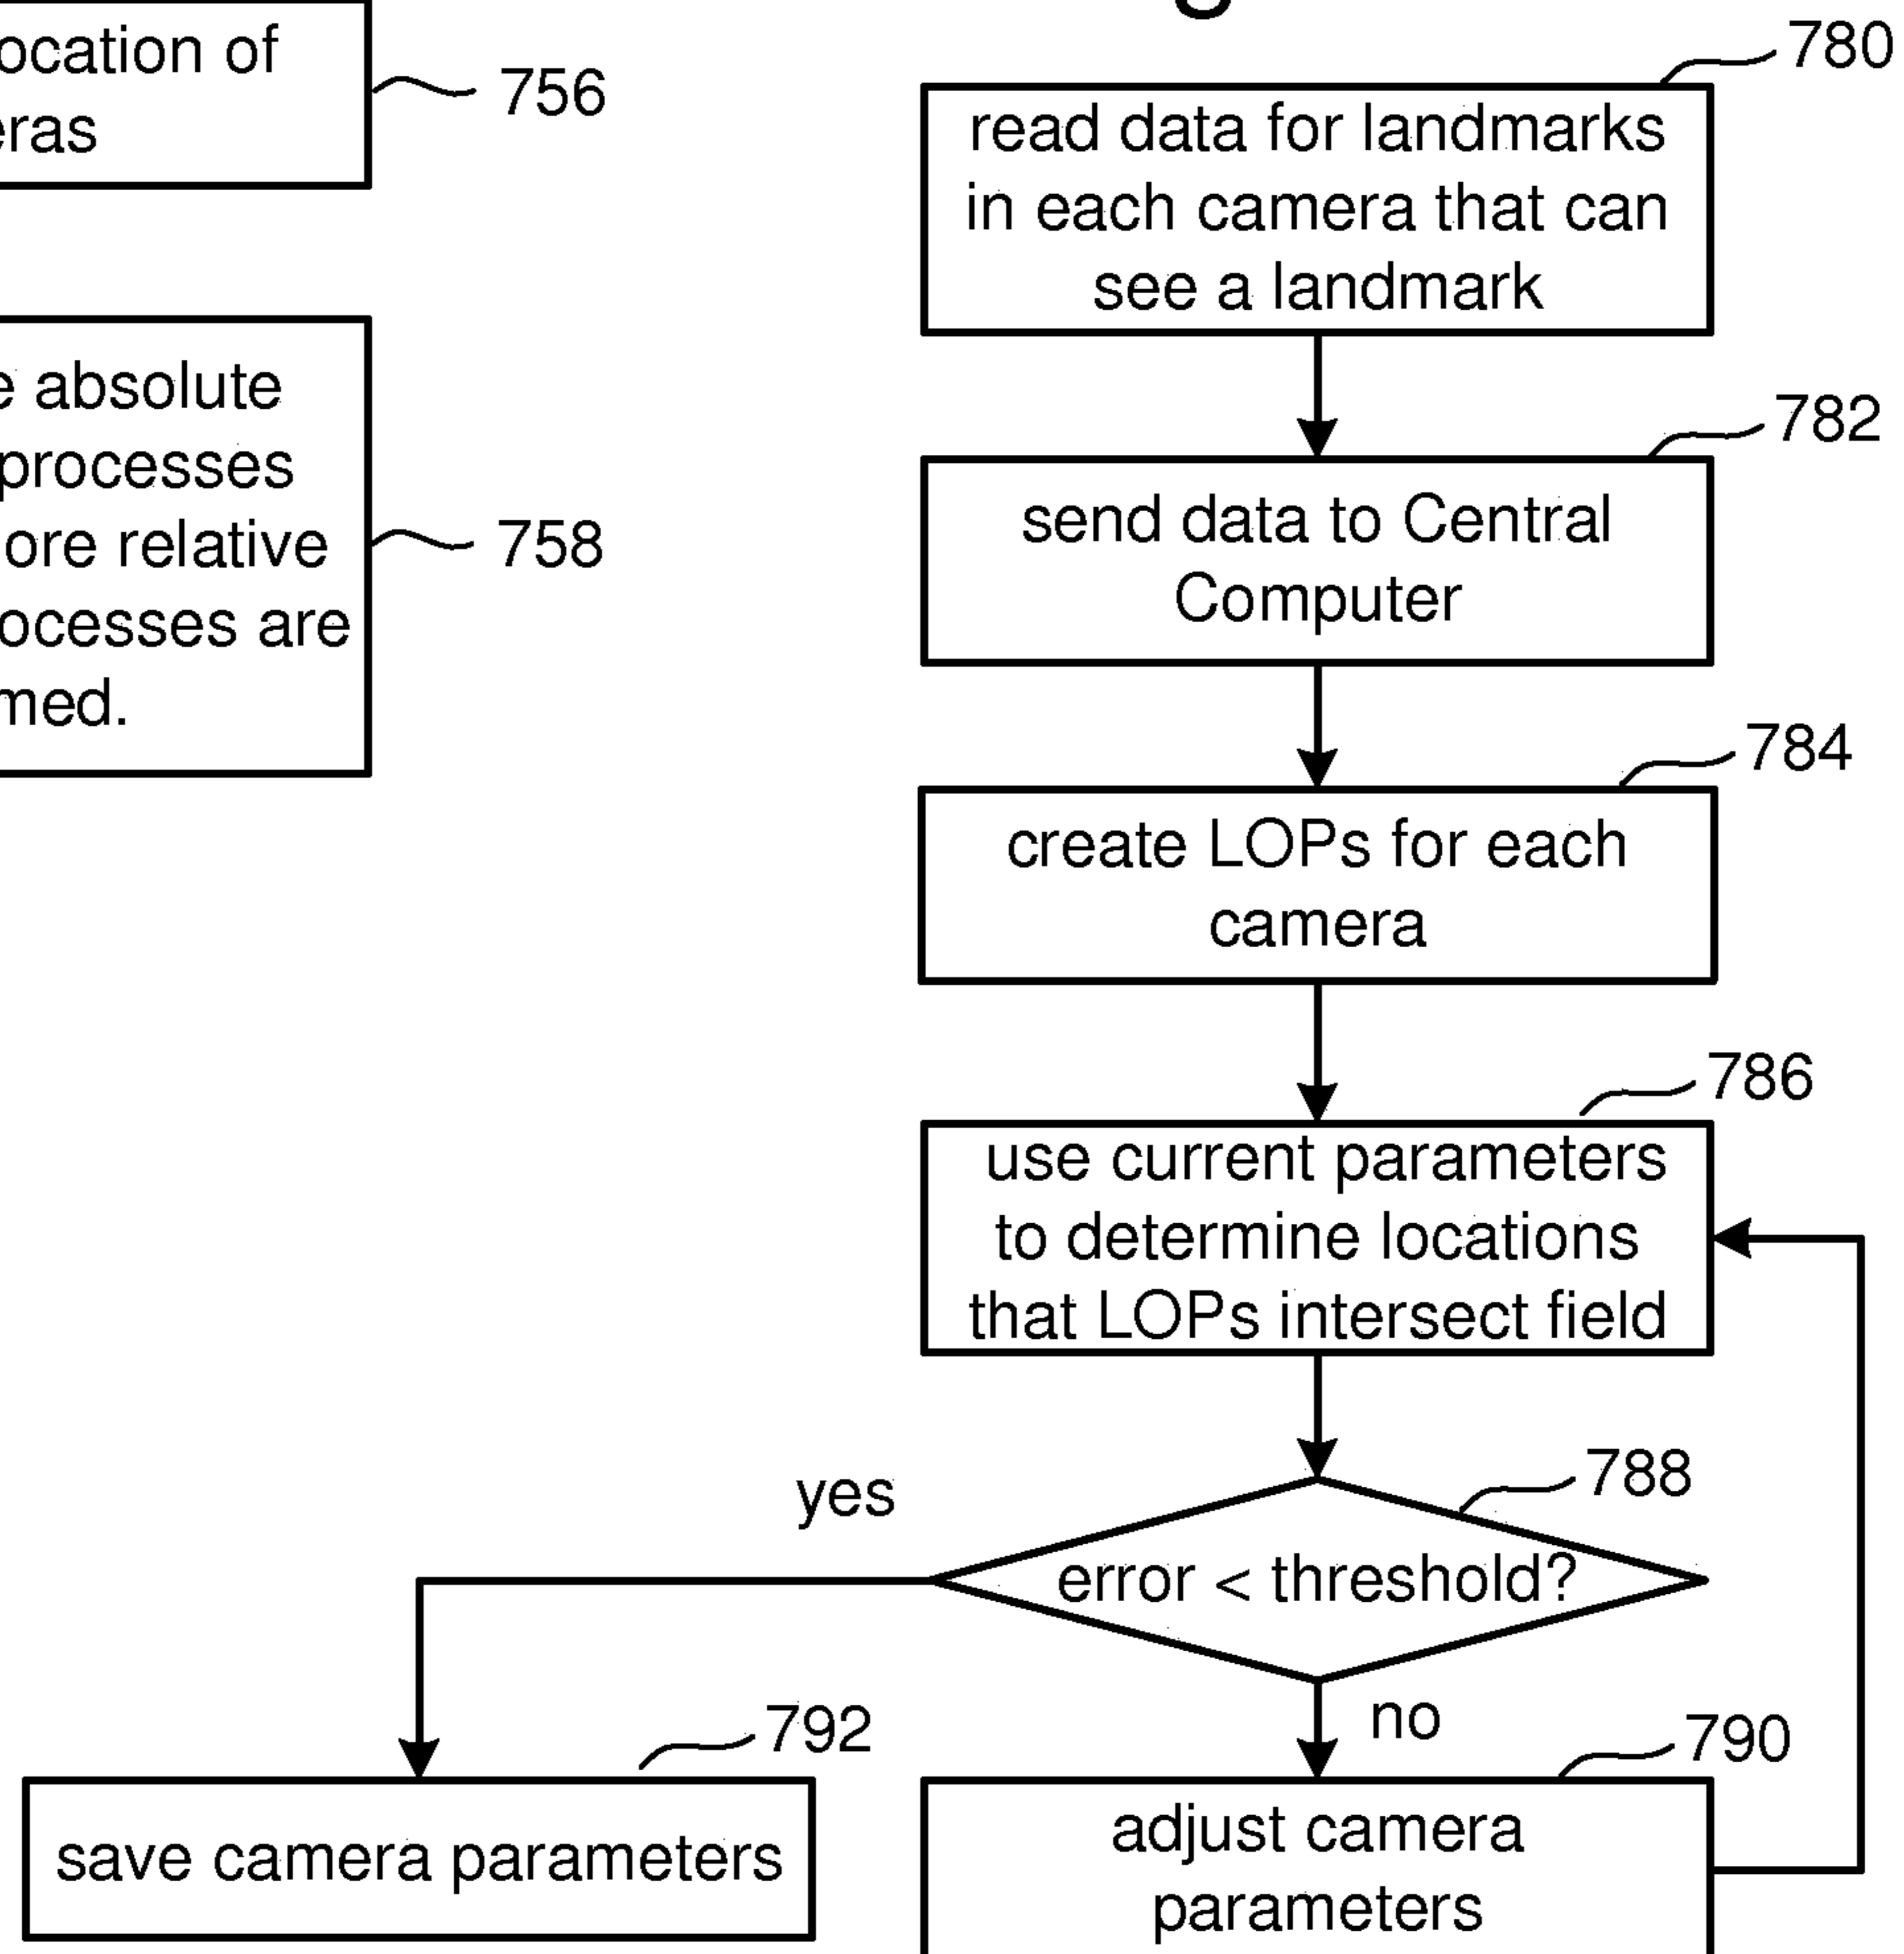 ocation of
eras
756
e absolute
processes
ore relative
ocesses are
med.
758
780
read data for landmarks
in each camera that can
see a landmark
782
send data to Central
Computer
784
create LOPs for each
camera
786
use current parameters
to determine locations
that LOPs intersect field
788
error < threshold?
yes
no
792
save camera parameters
790
adjust camera
parameters